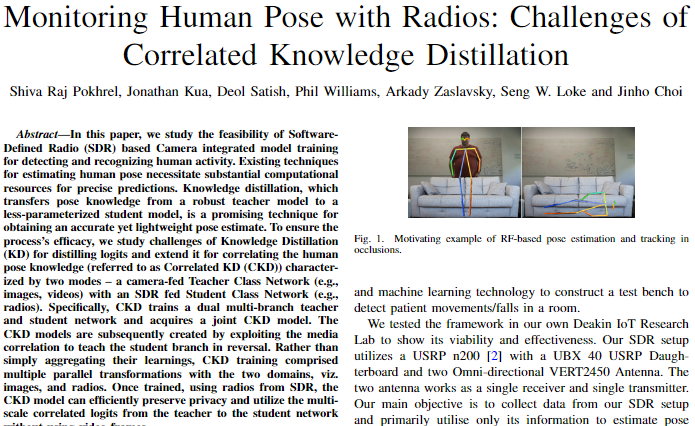 Monitoring Human Pose with Radios: Challenges of
Correlated Knowledge Distillation
Shiva Raj Pokhrel, Jonathan Kua, Deol Satish, Phil Williams, Arkady Zaslavsky, Seng W. Loke and Jinho Choi
Abstract—In this paper, we study the feasibility of Software-
Defined Radio (SDR) based Camera integrated model training
for detecting and recognizing human activity. Existing techniques
for estimating human pose necessitate substantial computational
resources for precise predictions. Knowledge distillation, which
transfers pose knowledge from a robust teacher model to a
less-parameterized student model, is a promising technique for
obtaining an accurate yet lightweight pose estimate. To ensure the
process's efficacy, we study challenges of Knowledge Distillation
(KD) for distilling logits and extend it for correlating the human
pose knowledge (referred to as Correlated KD (CKD)) character-
ized by two modes – a camera-fed Teacher Class Network (e.g.,
images, videos) with an SDR fed Student Class Network (e.g.,
radios). Specifically, CKD trains a dual multi-branch teacher
and student network and acquires a joint CKD model. The
CKD models are subsequently created by exploiting the media
correlation to teach the student branch in reversal. Rather than
simply aggregating their learnings, CKD training comprised
multiple parallel transformations with the two domains, viz.
images, and radios. Once trained, using radios from SDR, the
CKD model can efficiently preserve privacy and utilize the multi-
scale correlated logits from the teacher to the student network
without using video frames
Fig. 1. Motivating example of RF-based pose estimation and tracking in
occlusions.
and machine learning technology to construct a test bench to
detect patient movements/falls in a room.
We tested the framework in our own Deakin IoT Research
Lab to show its viability and effectiveness. Our SDR setup
utilizes a USRP n200 [2] with a UBX 40 USRP Daugh-
terboard and two Omni-directional VERT2450 Antenna. The
two antenna works as a single receiver and single transmitter.
Our main objective is to collect data from our SDR setup
and primarily utilise only its information to estimate pose